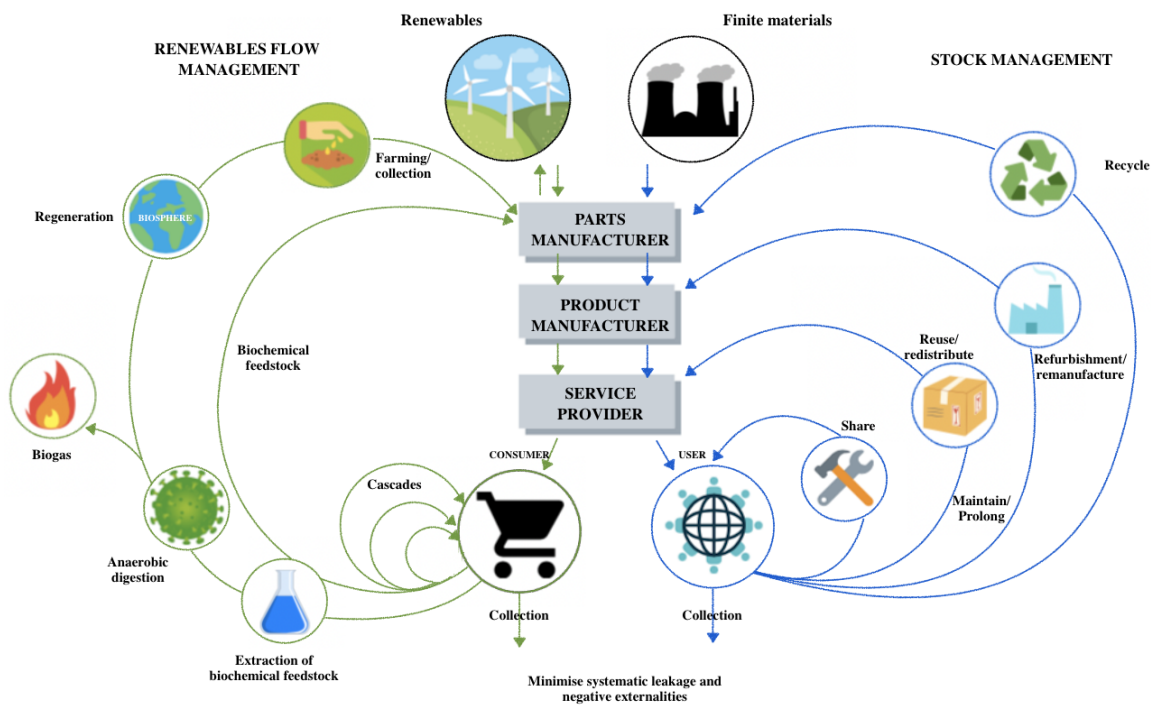 Renewables
Finite materials
RENEWABLES FLOW
MANAGEMENT
STOCK MANAGEMENT
Farming/
collection
Recycle
Regeneration
BIOSPHERE
PARTS
MANUFACTURER
PRODUCT
MANUFACTURER
Biochemical
feedstock
Reuse/
redistribute
Refurbishment/
remanufacture
SERVICE
PROVIDER
Share
Biogas
CONSUMER
USER
Cascades
Maintain/
Prolong
Anaerobic
digestion
Collection
Collection
Extraction of
biochemical feedstock
Minimise systematic leakage and
negative externalities